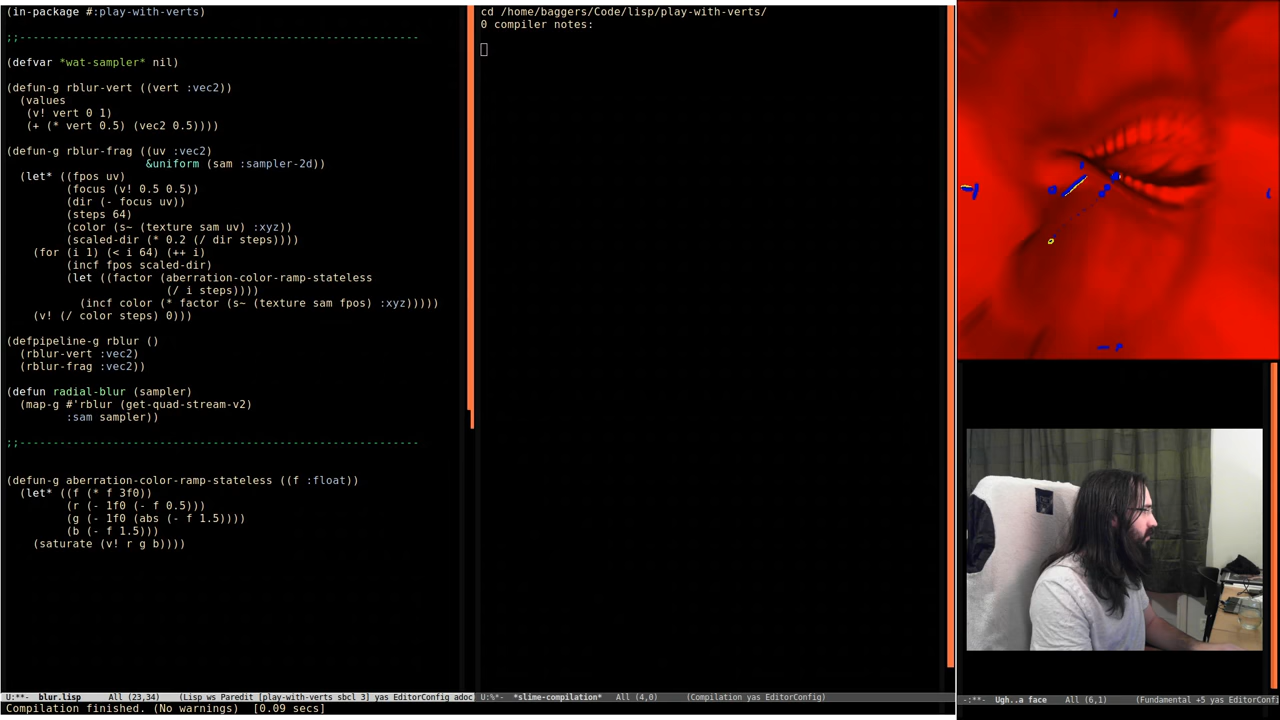 (in-package #:play-with-verts)
;;------------------------------------------------------------
(defvar *wat-sampler* nil)
(defun-g rblur-vert ((vert :vec2))
  (values
   (v! vert 0 1)
   (+ (* vert 0.5) (vec2 0.5))))
(defun-g rblur-frag ((uv :vec2)
                     &uniform (sam :sampler-2d))
  (let* ((fpos uv)
         (focus (v! 0.5 0.5))
         (dir (- focus uv))
         (steps 64)
         (color (s~ (texture sam uv) :xyz))
         (scaled-dir (* 0.2 (/ dir steps))))
    (for (i 1) (< i 64) (++ i)
         (incf fpos scaled-dir)
         (let ((factor (aberration-color-ramp-stateless
                        (/ i steps))))
           (incf color (* factor (s~ (texture sam fpos) :xyz)))))
    (v! (/ color steps) 0)))
(defpipeline-g rblur ()
  (rblur-vert :vec2)
  (rblur-frag :vec2))
(defun radial-blur (sampler)
  (map-g #'rblur (get-quad-stream-v2)
         :sam sampler))
;;------------------------------------------------------------
(defun-g aberration-color-ramp-stateless ((f :float))
  (let* ((f (* f 3f0))
         (r (- 1f0 (- f 0.5)))
         (g (- 1f0 (abs (- f 1.5))))
         (b (- f 1.5)))
    (saturate (v! r g b))))
U:**-  blur.lisp      All (23,34)    (Lisp ws Paredit [play-with-verts sbcl 3] yas EditorConfig adoc
Compilation finished. (No warnings)  [0.09 secs]
cd /home/baggers/Code/lisp/play-with-verts/
0 compiler notes:
U:%*-  *slime-compilation*   All (4,0)      (Compilation yas EditorConfig)
-:**-  Ugh..a face    All (6,1)      (Fundamental +5 yas EditorConfi